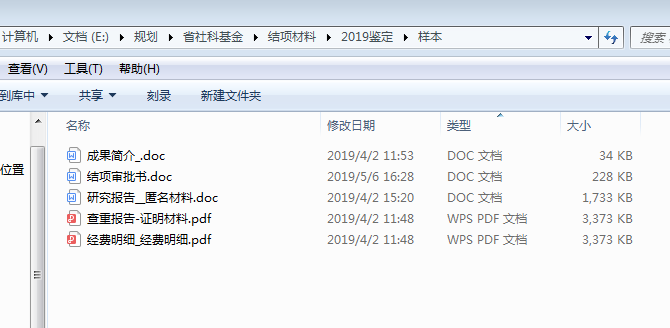 计算机 ▸ 文档 (E:) ▸ 规划 ▸ 省社科基金 ▸ 结项材料 ▸ 2019鉴定 ▸ 样本 搜索
查看(V) 工具(T) 帮助(H)
到库中 共享 刻录 新建文件夹
名称 修改日期 类型 大小
成果简介_.doc 2019/4/2 11:53 DOC 文档 34 KB
位置
结项审批书.doc 2019/5/6 16:28 DOC 文档 228 KB
研究报告__匿名材料.doc 2019/4/2 15:20 DOC 文档 1,733 KB
查重报告-证明材料.pdf 2019/4/2 11:48 WPS PDF 文档 3,373 KB
经费明细_经费明细.pdf 2019/4/2 11:48 WPS PDF 文档 3,373 KB